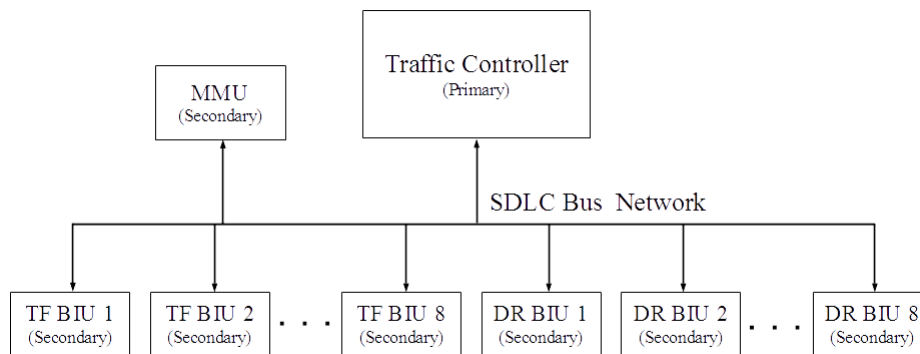 Traffic Controller
(Primary)
MMU
(Secondary)
SDLC Bus Network
TF BIU 1
(Secondary)
TF BIU 2
(Secondary)
. . .
TF BIU 8
(Secondary)
DR BIU 1
(Secondary)
DR BIU 2
(Secondary)
. . .
DR BIU 8
(Secondary)